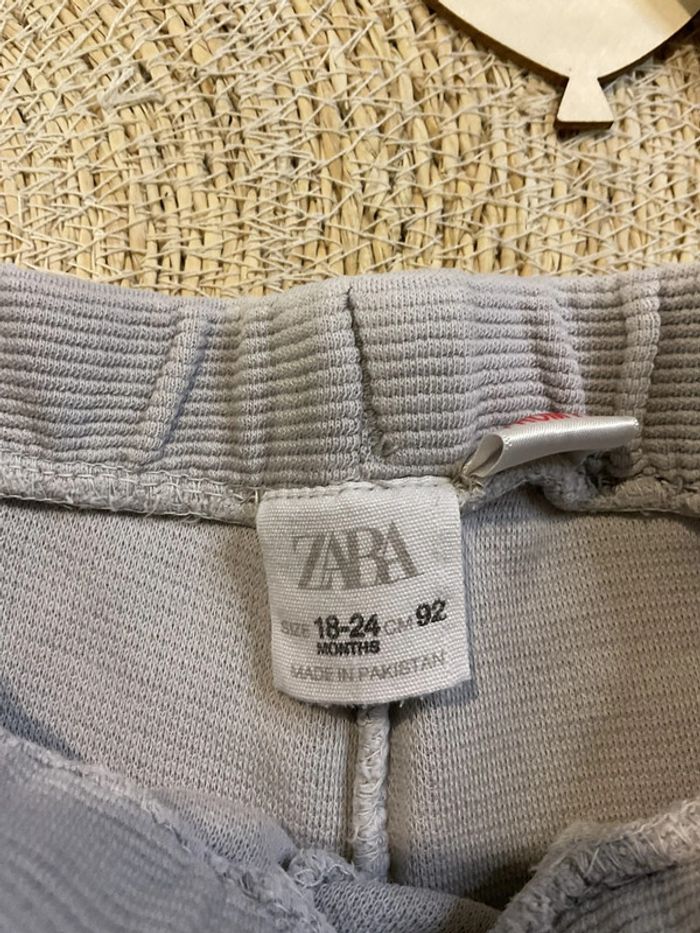 ZARA
SIZE 18-24 CM 92
MONTHS
MADE IN PAKISTAN